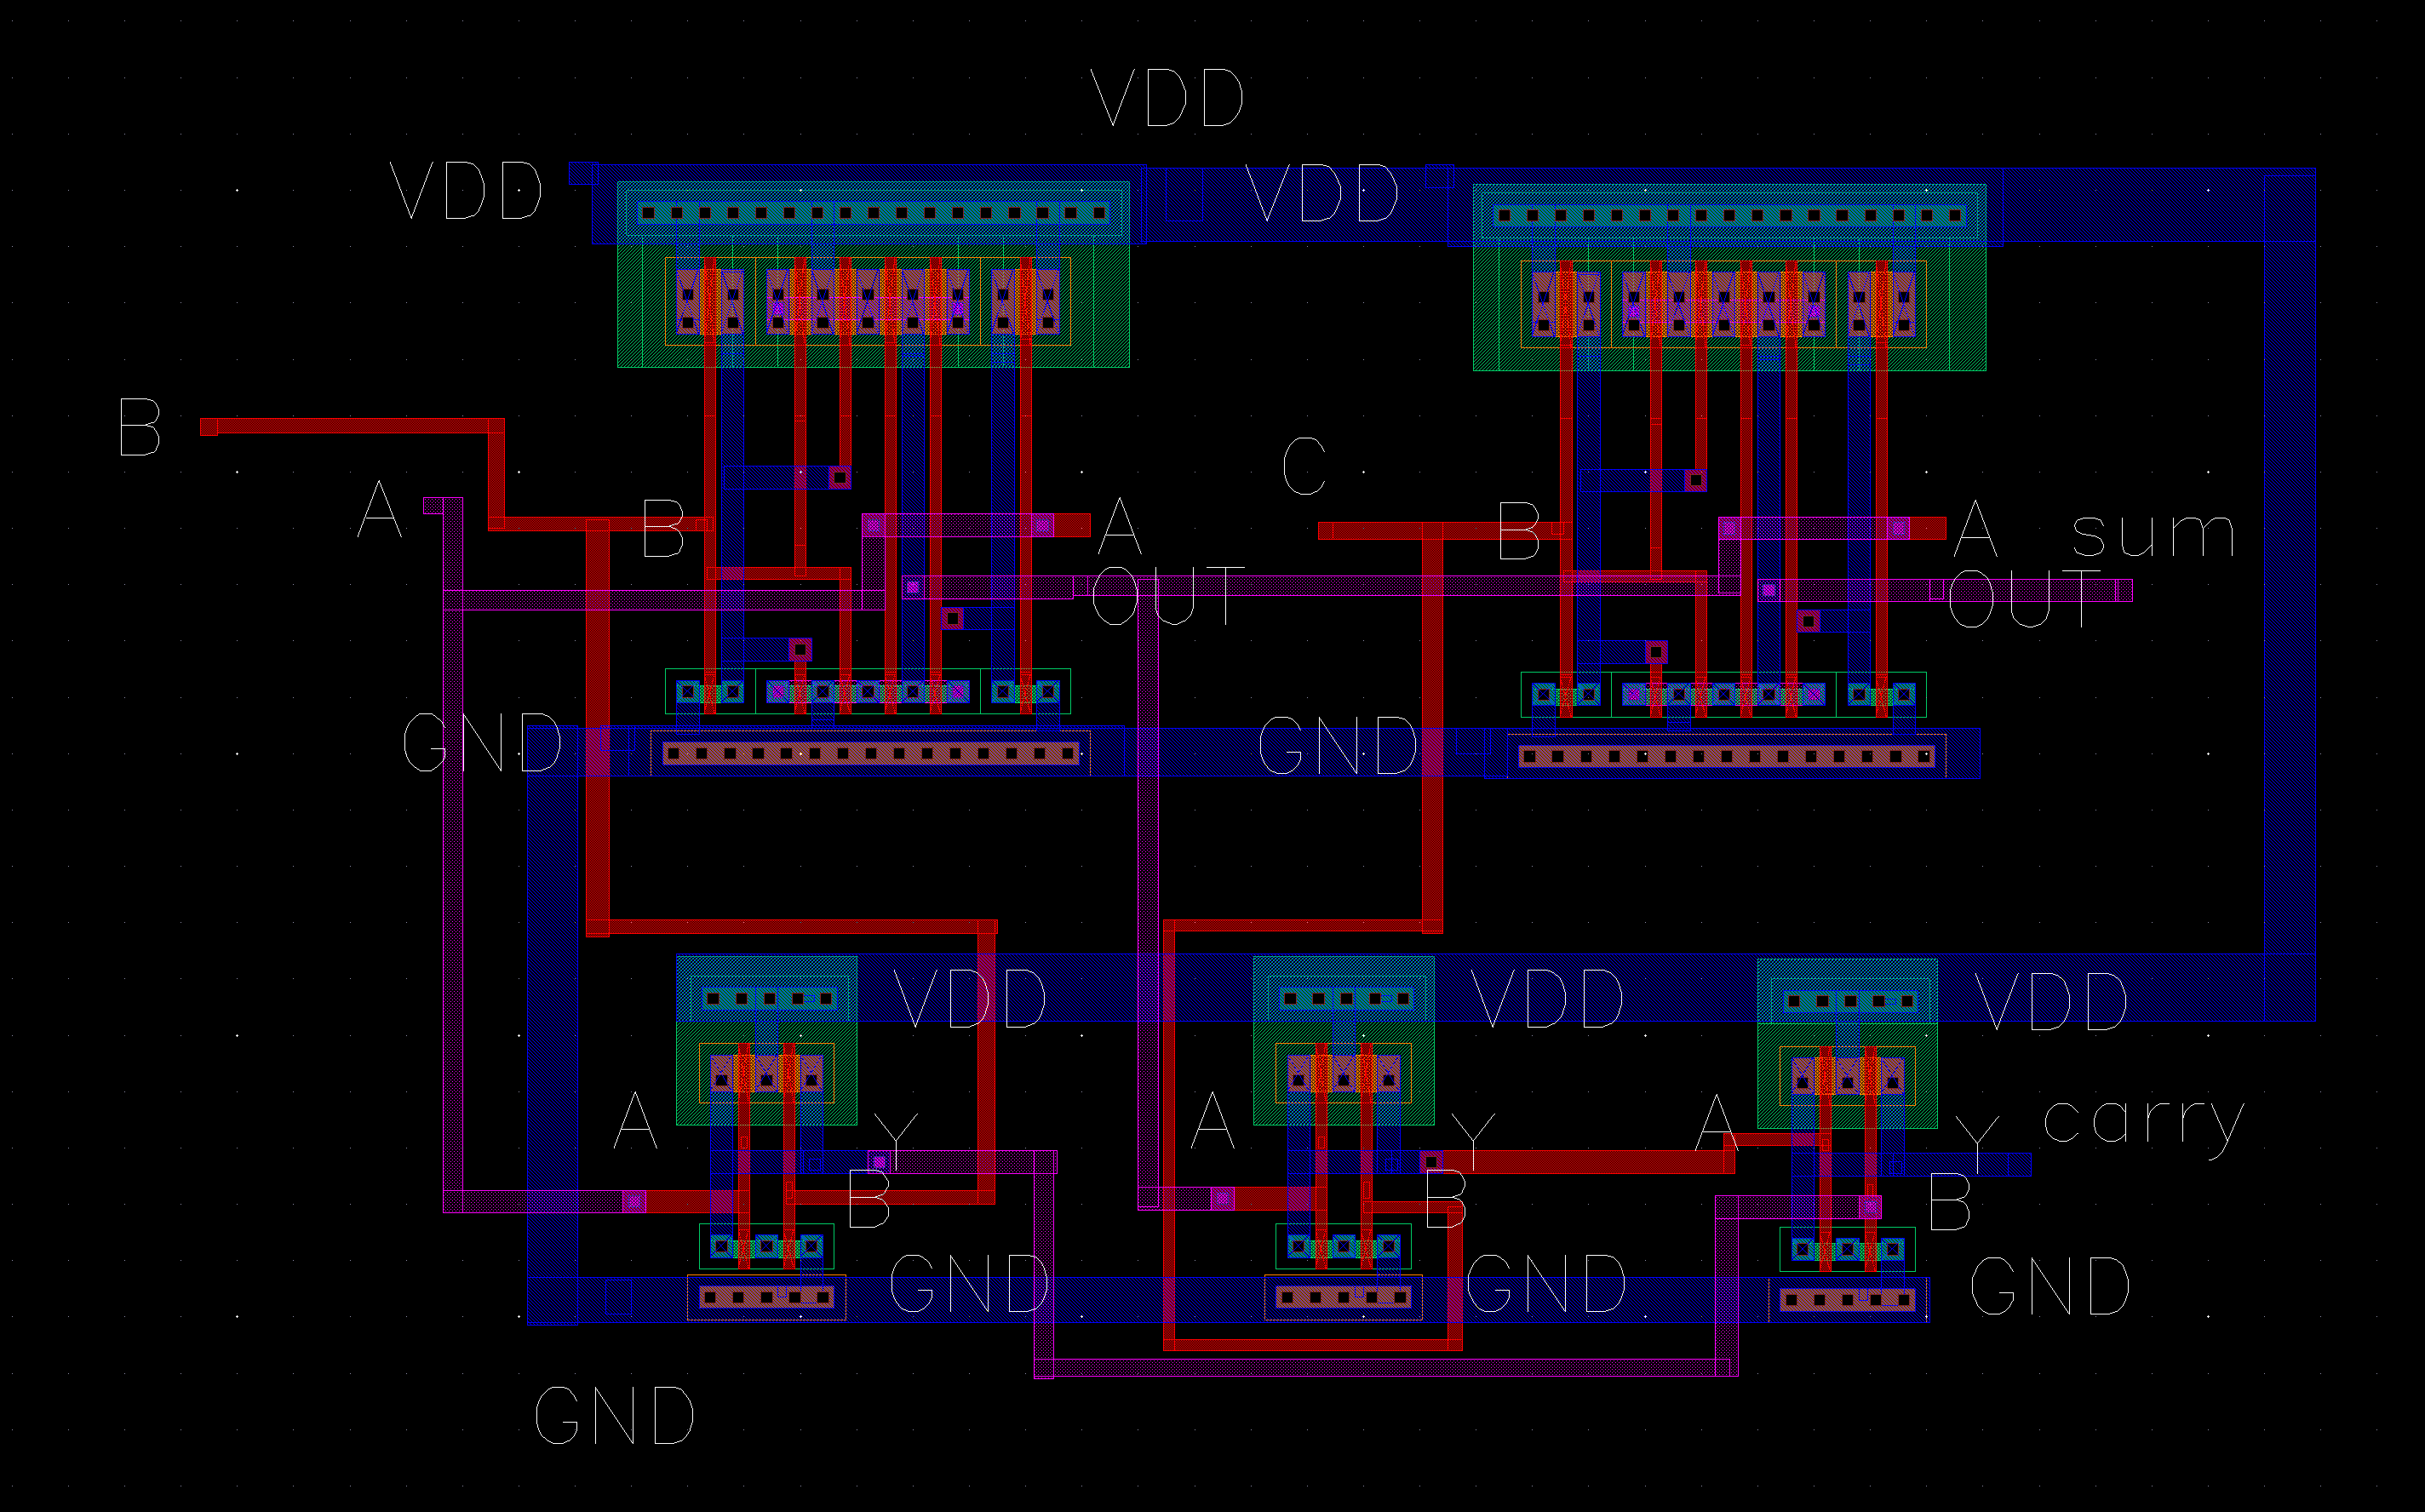 VDD
VDD VDD
B
C
A B A B A sum
OUT OUT
GND GND
VDD VDD VDD
A Y A Y A Y carry
B B B
GND GND GND
GND